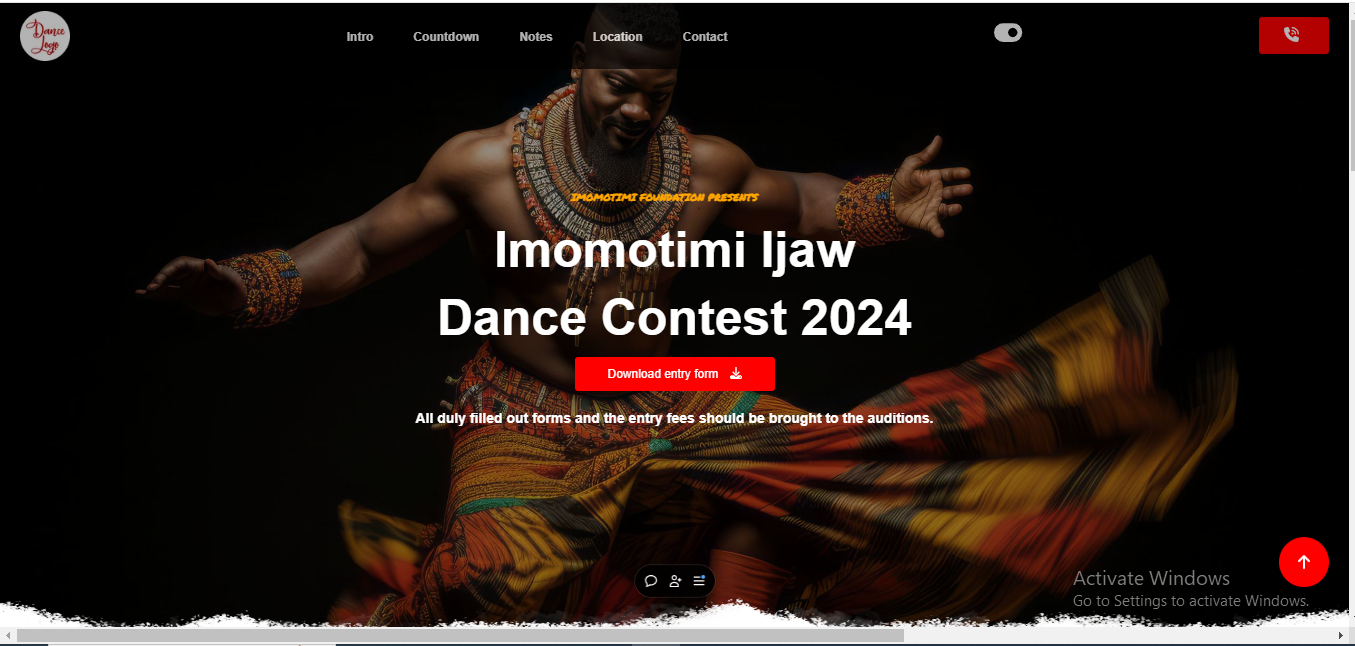 Dance
Logo
Intro
Countdown
Notes
Location
Contact
IMOMOTIMI FOUNDATION PRESENTS
Imomotimi Ijaw
Dance Contest 2024
Download entry form
All duly filled out forms and the entry fees should be brought to the auditions.
Activate Windows
Go to Settings to activate Windows.